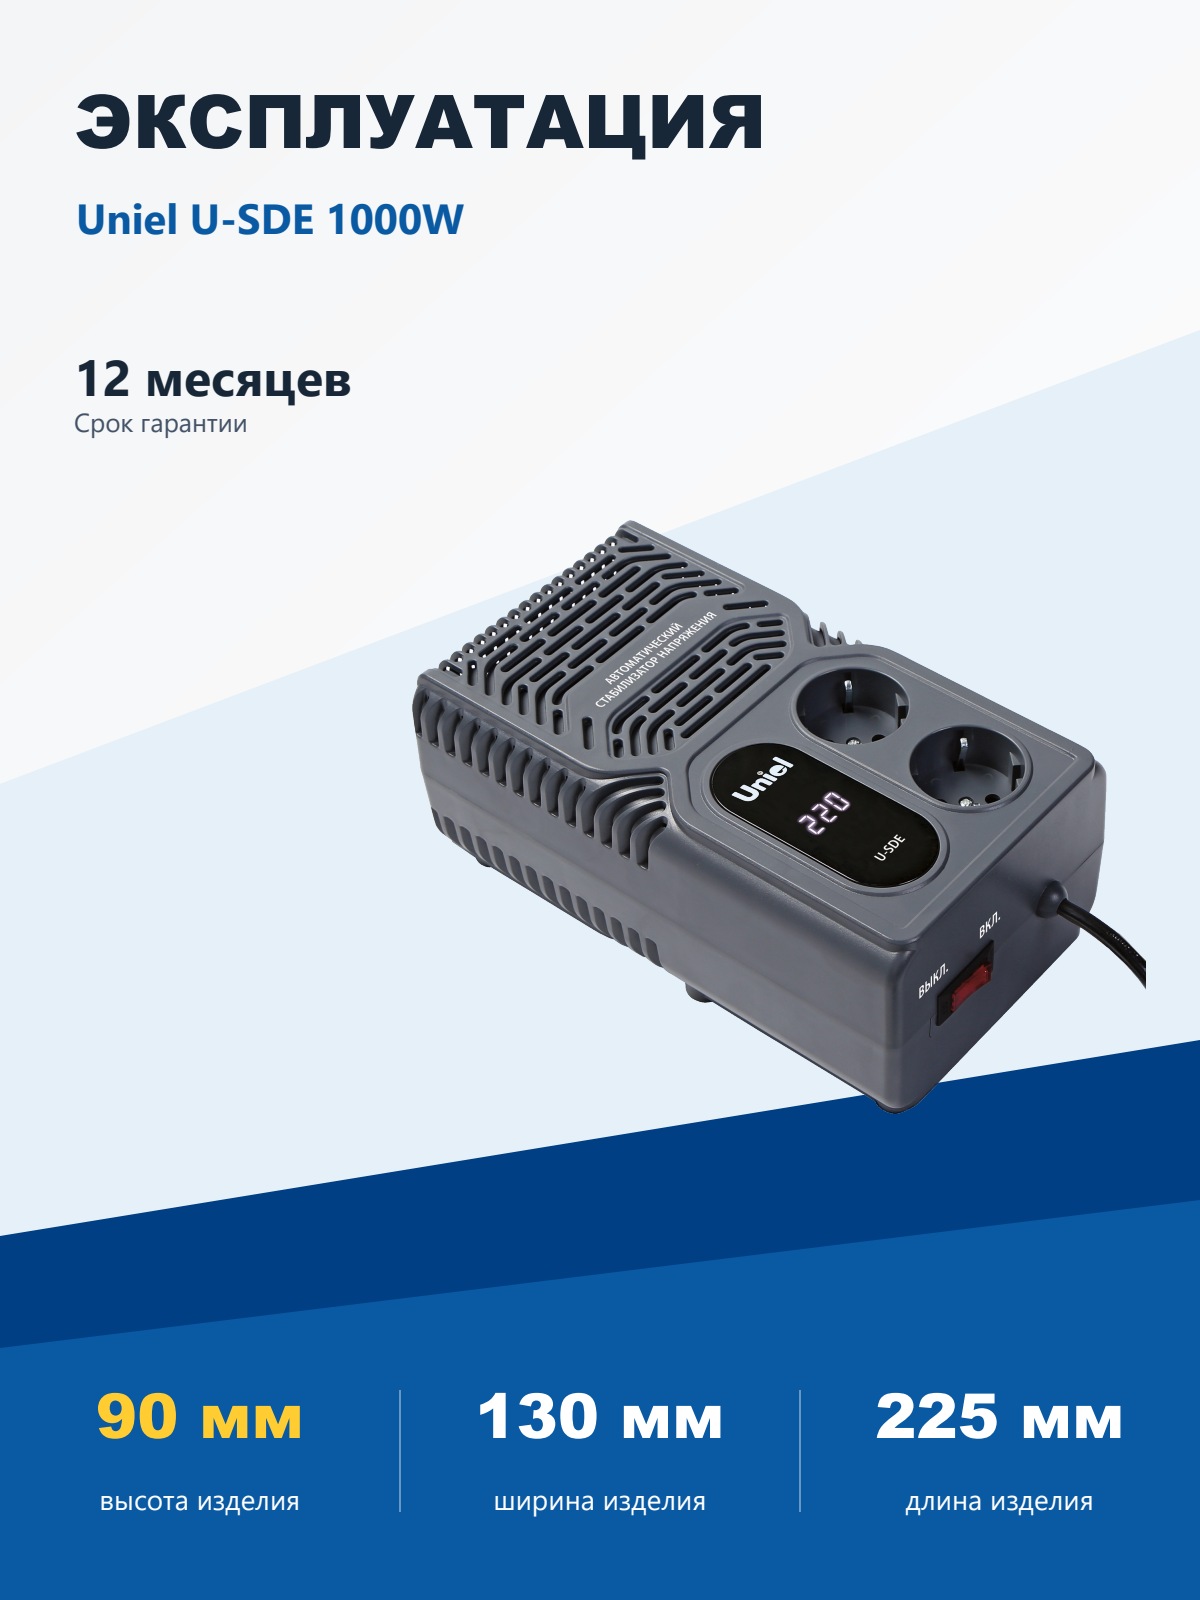 ЭКСПЛУАТАЦИЯ
Uniel U-SDE 1000W
12 месяцев
Срок гарантии
АВТОМАТИЧЕСКИЙ
СТАБИЛИЗАТОР НАПРЯЖЕНИЯ
Uniel
220
U-SDE
ВКЛ.
ВЫКЛ.
90 мм
высота изделия
130 мм
ширина изделия
225 мм
длина изделия